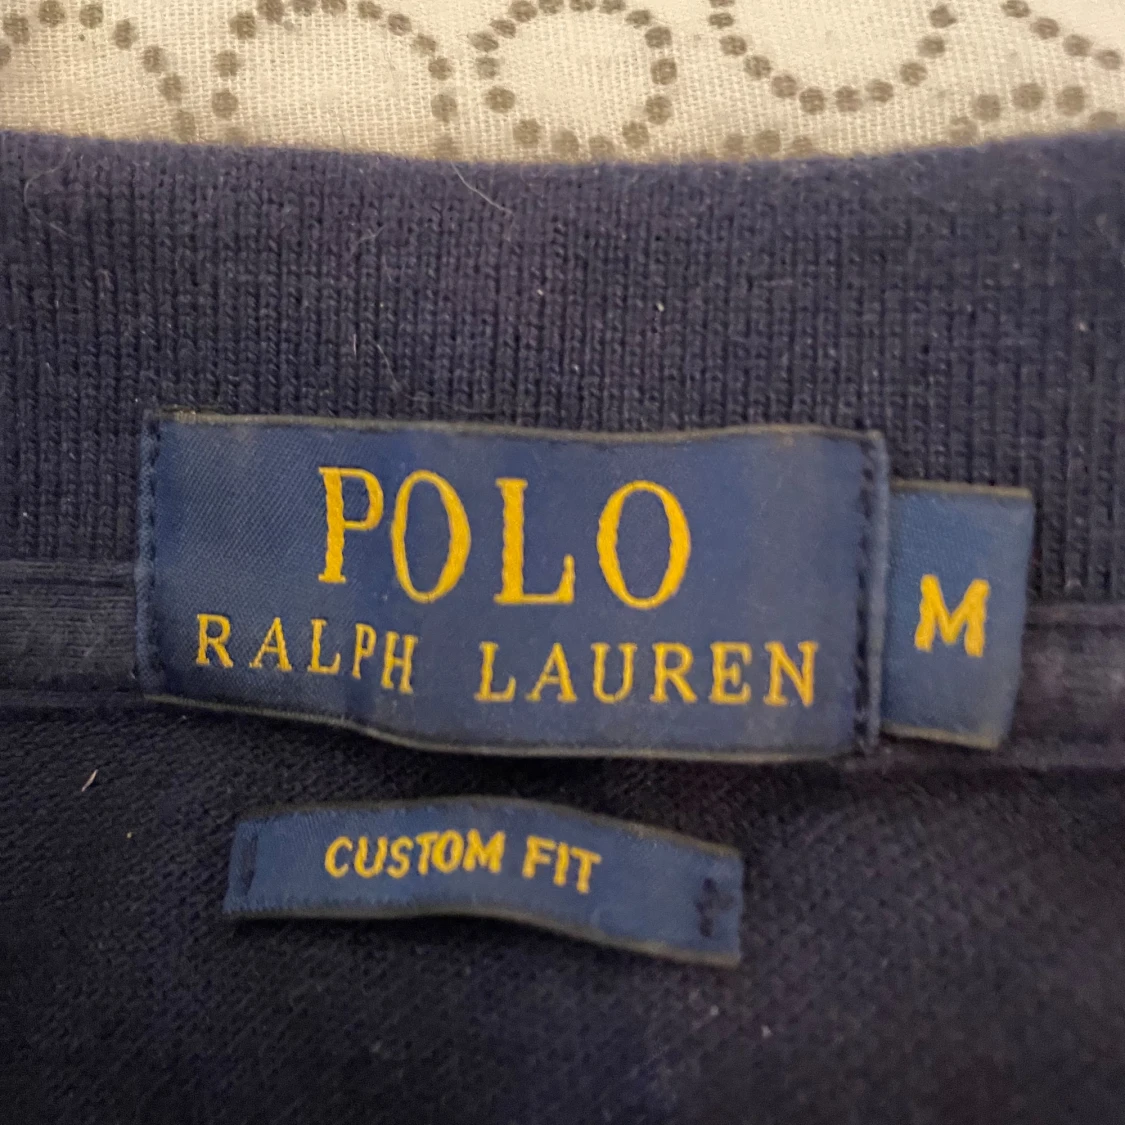 POLO
RALPH LAUREN
M
CUSTOM FIT